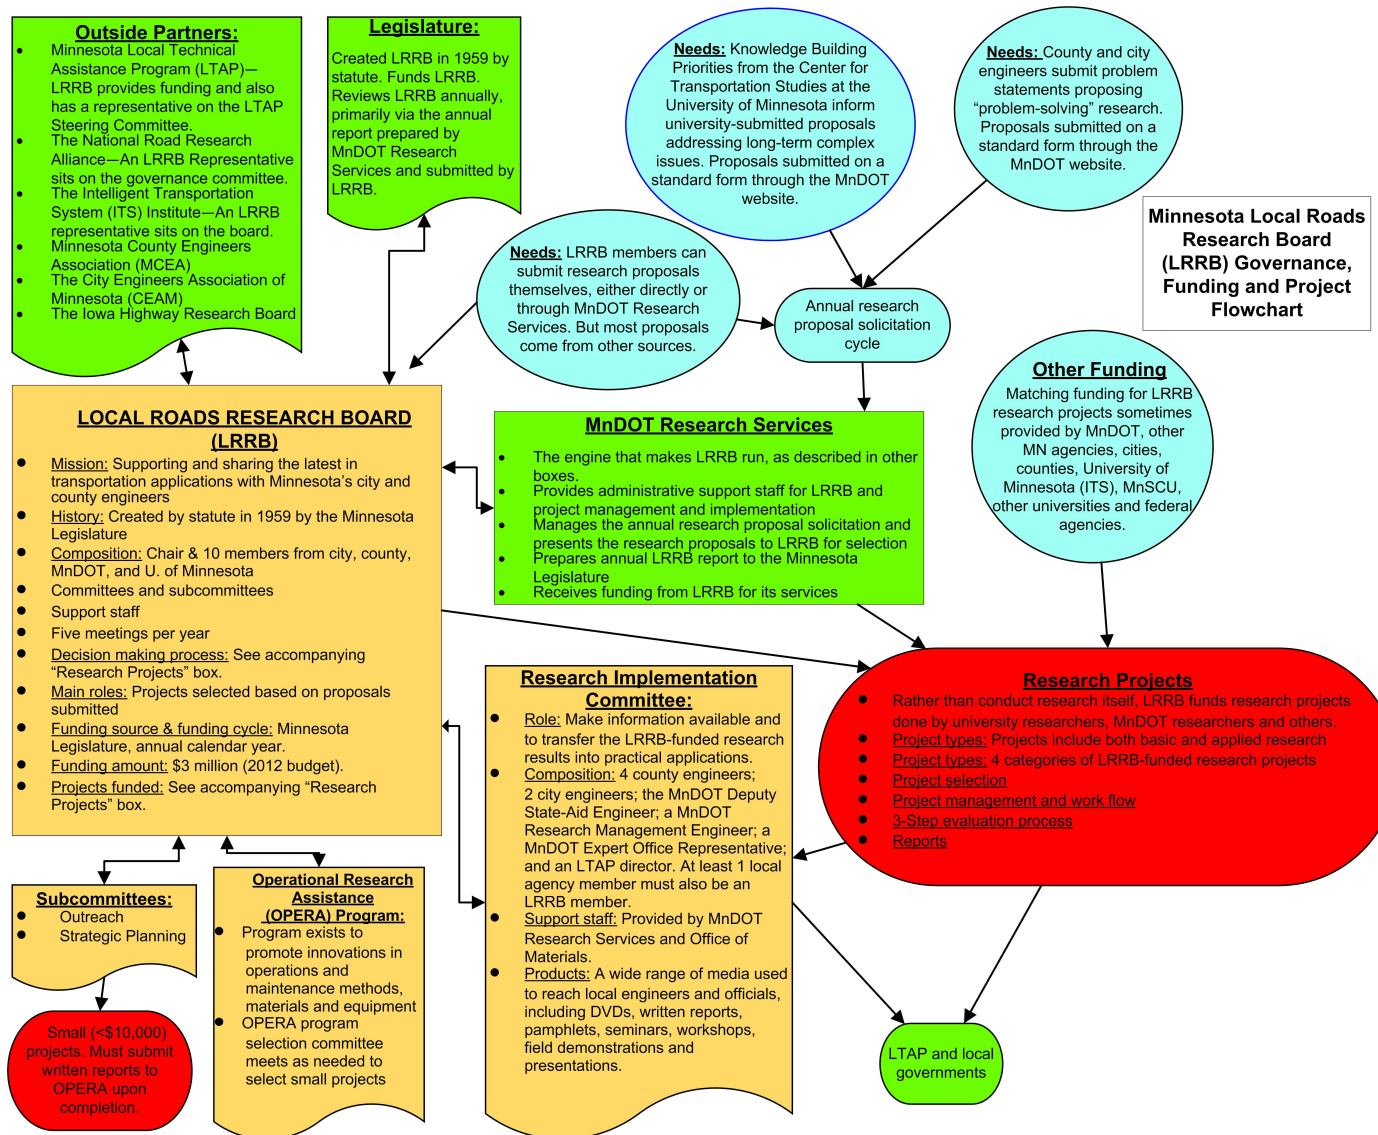 Outside Partners:
• Minnesota Local Technical
Assistance Program (LTAP)—
LRRB provides funding and also
has a representative on the LTAP
Steering Committee.
• The National Road Research
Alliance—An LRRB Representative
sits on the governance committee.
• The Intelligent Transportation
System (ITS) Institute—An LRRB
representative sits on the board.
• Minnesota County Engineers
Association (MCEA)
• The City Engineers Association of
Minnesota (CEAM)
• The Iowa Highway Research Board
Legislature:
Created LRRB in 1959 by
statute. Funds LRRB.
Reviews LRRB annually,
primarily via the annual
report prepared by
MnDOT Research
Services and submitted by
LRRB.
Needs: Knowledge Building
Priorities from the Center for
Transportation Studies at the
University of Minnesota inform
university-submitted proposals
addressing long-term complex
issues. Proposals submitted on a
standard form through the MnDOT
website.
Needs: County and city
engineers submit problem
statements proposing
“problem-solving” research.
Proposals submitted on a
standard form through the
MnDOT website.
Minnesota Local Roads
Research Board
(LRRB) Governance,
Funding and Project
Flowchart
Needs: LRRB members can
submit research proposals
themselves, either directly or
through MnDOT Research
Services. But most proposals
come from other sources.
Annual research
proposal solicitation
cycle
Other Funding
Matching funding for LRRB
research projects sometimes
provided by MnDOT, other
MN agencies, cities,
counties, University of
Minnesota (ITS), MnSCU,
other universities and federal
agencies.
LOCAL ROADS RESEARCH BOARD
(LRRB)
• Mission: Supporting and sharing the latest in
transportation applications with Minnesota’s city and
county engineers
• History: Created by statute in 1959 by the Minnesota
Legislature
• Composition: Chair & 10 members from city, county,
MnDOT, and U. of Minnesota
• Committees and subcommittees
• Support staff
• Five meetings per year
• Decision making process: See accompanying
“Research Projects” box.
• Main roles: Projects selected based on proposals
submitted
• Funding source & funding cycle: Minnesota
Legislature, annual calendar year.
• Funding amount: $3 million (2012 budget).
• Projects funded: See accompanying “Research
Projects” box.
MnDOT Research Services
• The engine that makes LRRB run, as described in other
boxes.
• Provides administrative support staff for LRRB and
project management and implementation
• Manages the annual research proposal solicitation and
presents the research proposals to LRRB for selection
• Prepares annual LRRB report to the Minnesota
Legislature
• Receives funding from LRRB for its services
Research Implementation
Committee:
• Role: Make information available and
to transfer the LRRB-funded research
results into practical applications.
• Composition: 4 county engineers;
2 city engineers; the MnDOT Deputy
State-Aid Engineer; a MnDOT
Research Management Engineer; a
MnDOT Expert Office Representative;
and an LTAP director. At least 1 local
agency member must also be an
LRRB member.
• Support staff: Provided by MnDOT
Research Services and Office of
Materials.
• Products: A wide range of media used
to reach local engineers and officials,
including DVDs, written reports,
pamphlets, seminars, workshops,
field demonstrations and
presentations.
Research Projects
• Rather than conduct research itself, LRRB funds research projects
done by university researchers, MnDOT researchers and others.
• Project types: Projects include both basic and applied research
• Project types: 4 categories of LRRB-funded research projects
• Project selection
• Project management and work flow
• 3-Step evaluation process
• Reports
Subcommittees:
• Outreach
• Strategic Planning
Operational Research
Assistance
(OPERA) Program:
• Program exists to
promote innovations in
operations and
maintenance methods,
materials and equipment
• OPERA program
selection committee
meets as needed to
select small projects
Small (<$10,000)
projects. Must submit
written reports to
OPERA upon
completion.
LTAP and local
governments